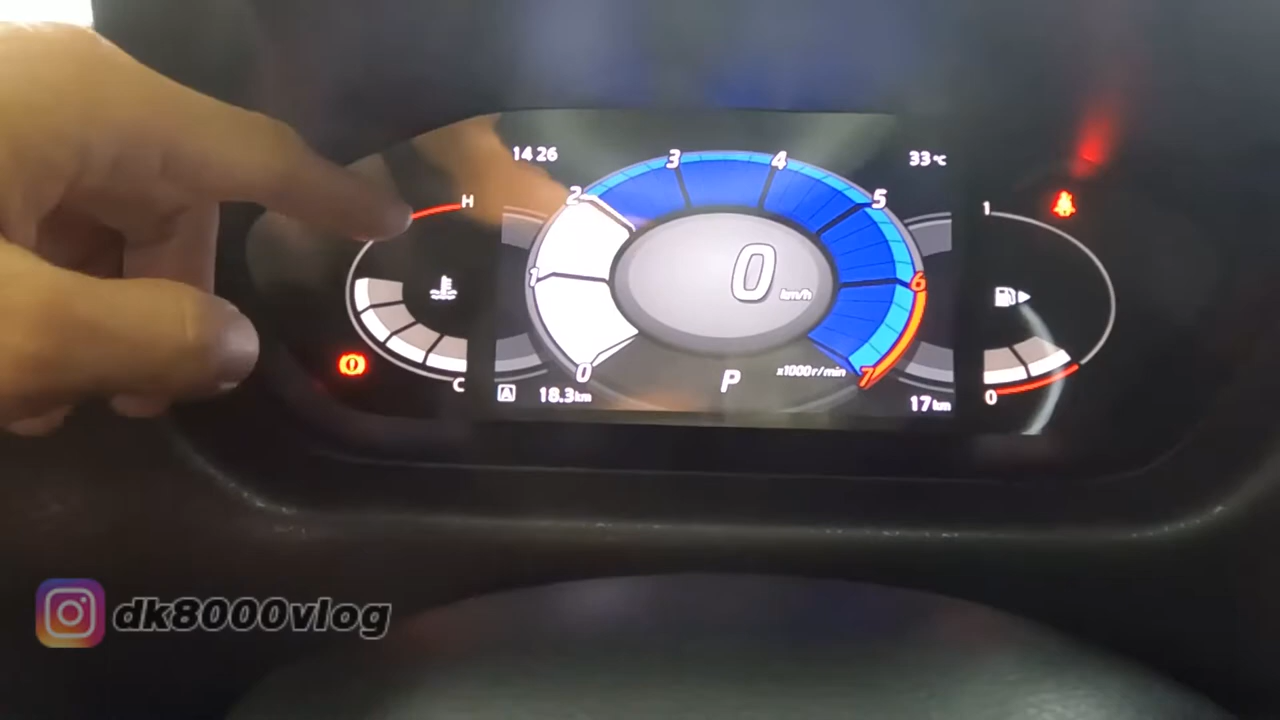 14 26
33°C
3 4
2 5
H
1
1
0
km/h
6
0
P
x1000r/min
7
C
A
18.3km
17km
0
dk8000vlog